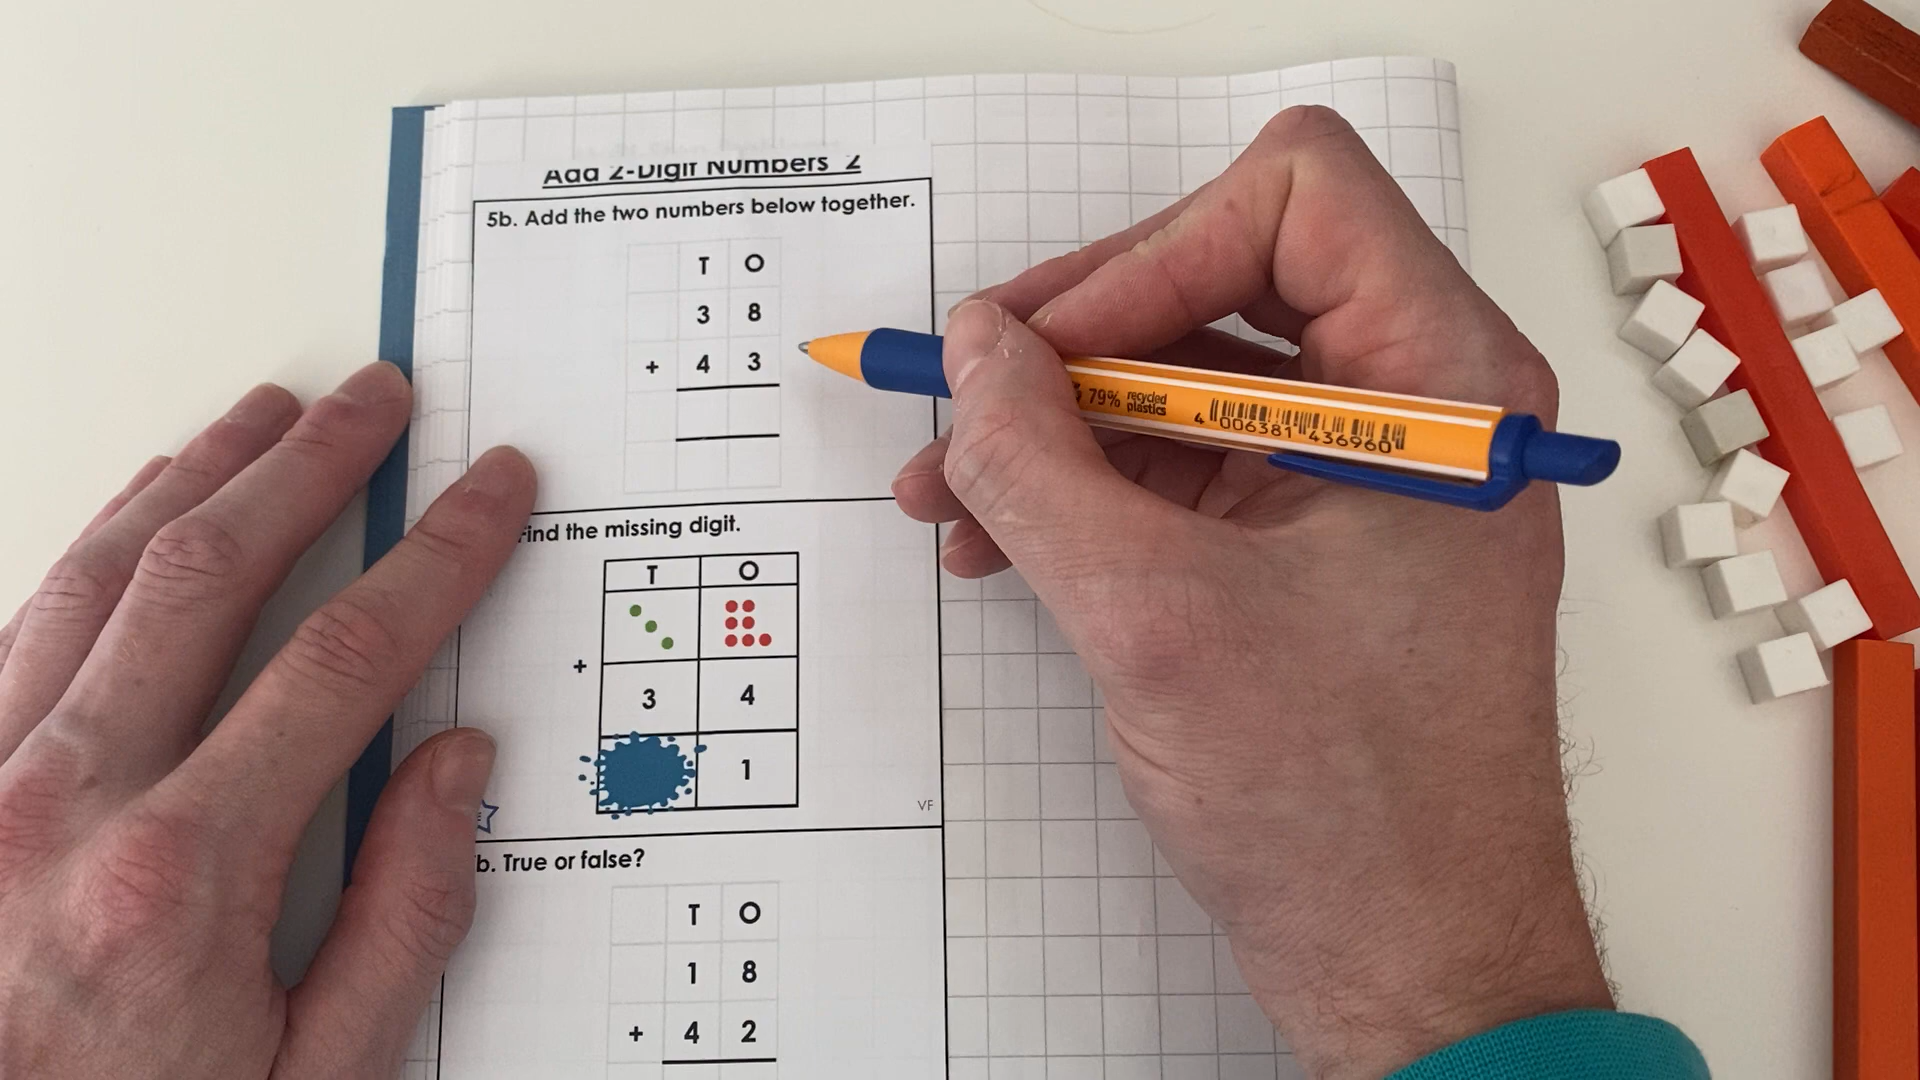 Add 2-Digit Numbers 2
5b. Add the two numbers below together.
T O
3 8
+ 4 3
79% recycled
plastics
4 006381 436960
Find the missing digit.
T O
+
3 4
1
VF
b. True or false?
T O
1 8
+ 4 2